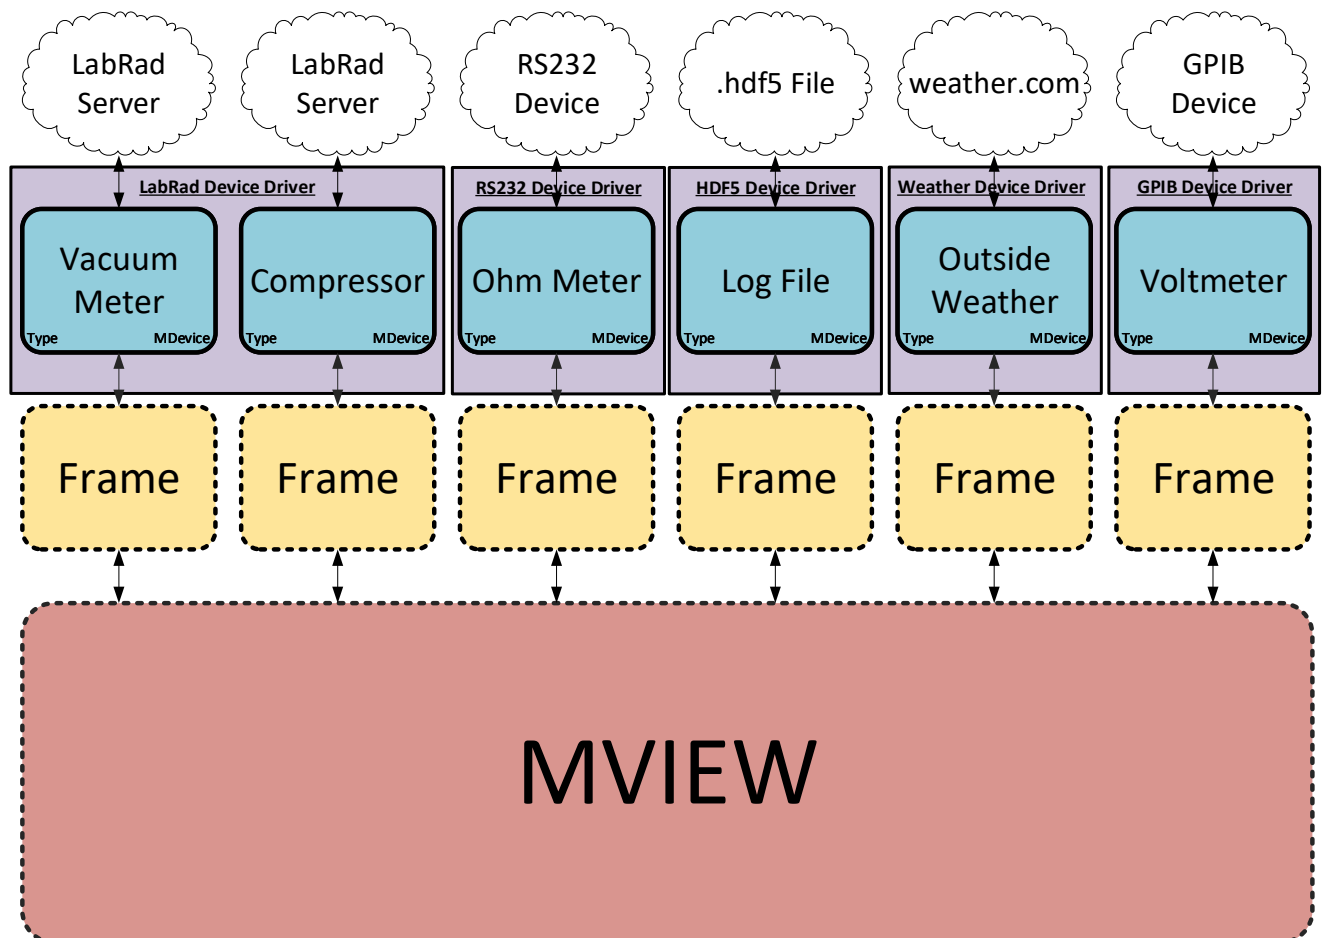 LabRad
Server
LabRad
Server
RS232
Device
.hdf5 File
weather.com
GPIB
Device
LabRad Device Driver
RS232 Device Driver
HDF5 Device Driver
Weather Device Driver
GPIB Device Driver
Vacuum
Meter
Type MDevice
Compressor
Type MDevice
Ohm Meter
Type MDevice
Log File
Type MDevice
Outside
Weather
Type MDevice
Voltmeter
Type MDevice
Frame
Frame
Frame
Frame
Frame
Frame
MVIEW